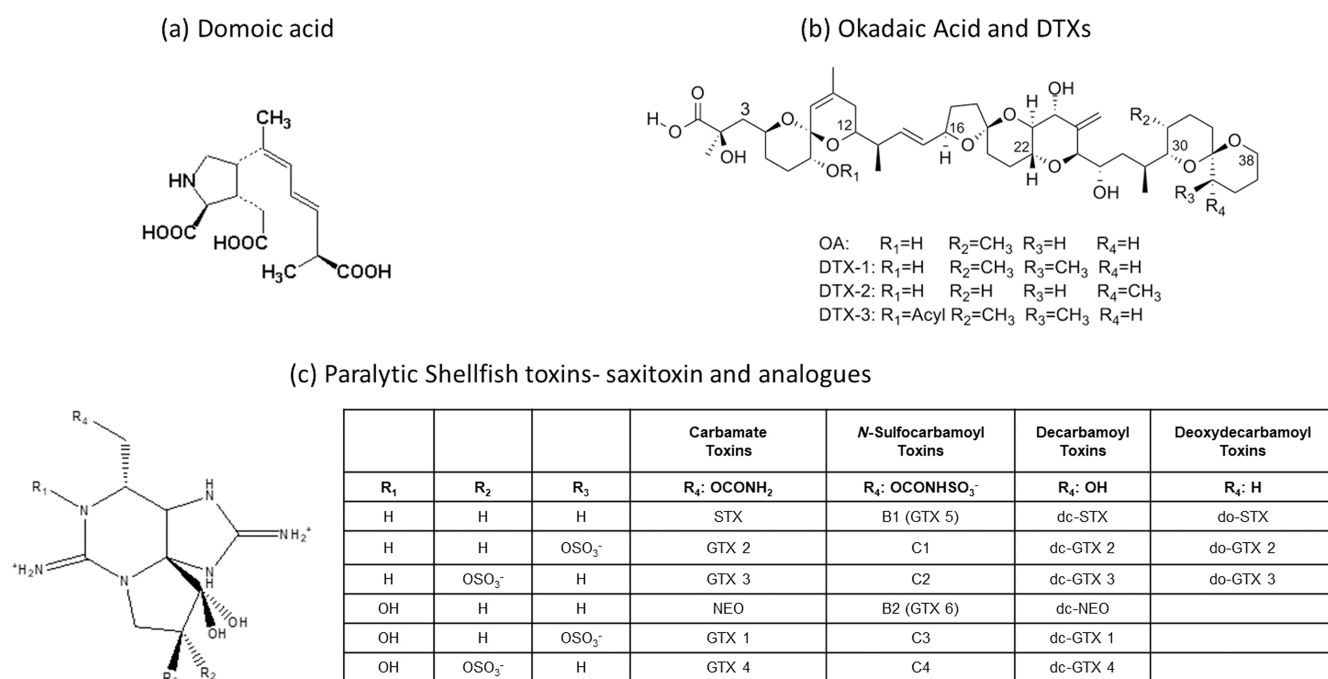 (a) Domoic acid
(b) Okadaic Acid and DTXs
CH₃
HN
HOOC
HOOC
H₃C
COOH
O
H
O
OH
3
O
O
12
OR₁
16
O
H
O
H
OH
22
H
O
OH
R₂
30
O
O
38
R₃
R₄
OA: R₁=H R₂=CH₃ R₃=H R₄=H
DTX-1: R₁=H R₂=CH₃ R₃=CH₃ R₄=H
DTX-2: R₁=H R₂=H R₃=H R₄=CH₃
DTX-3: R₁=Acyl R₂=CH₃ R₃=CH₃ R₄=H
(c) Paralytic Shellfish toxins- saxitoxin and analogues
R₄
R₁
N
H
N
NH₂⁺
⁺H₂N
N
N
H
OH
OH
R₂
Carbamate Toxins N-Sulfocarbamoyl Toxins Decarbamoyl Toxins Deoxydecarbamoyl Toxins
R₁ R₂ R₃ R₄: OCONH₂ R₄: OCONHSO₃⁻ R₄: OH R₄: H
H H H STX B1 (GTX 5) dc-STX do-STX
H H OSO₃⁻ GTX 2 C1 dc-GTX 2 do-GTX 2
H OSO₃⁻ H GTX 3 C2 dc-GTX 3 do-GTX 3
OH H H NEO B2 (GTX 6) dc-NEO
OH H OSO₃⁻ GTX 1 C3 dc-GTX 1
OH OSO₃⁻ H GTX 4 C4 dc-GTX 4